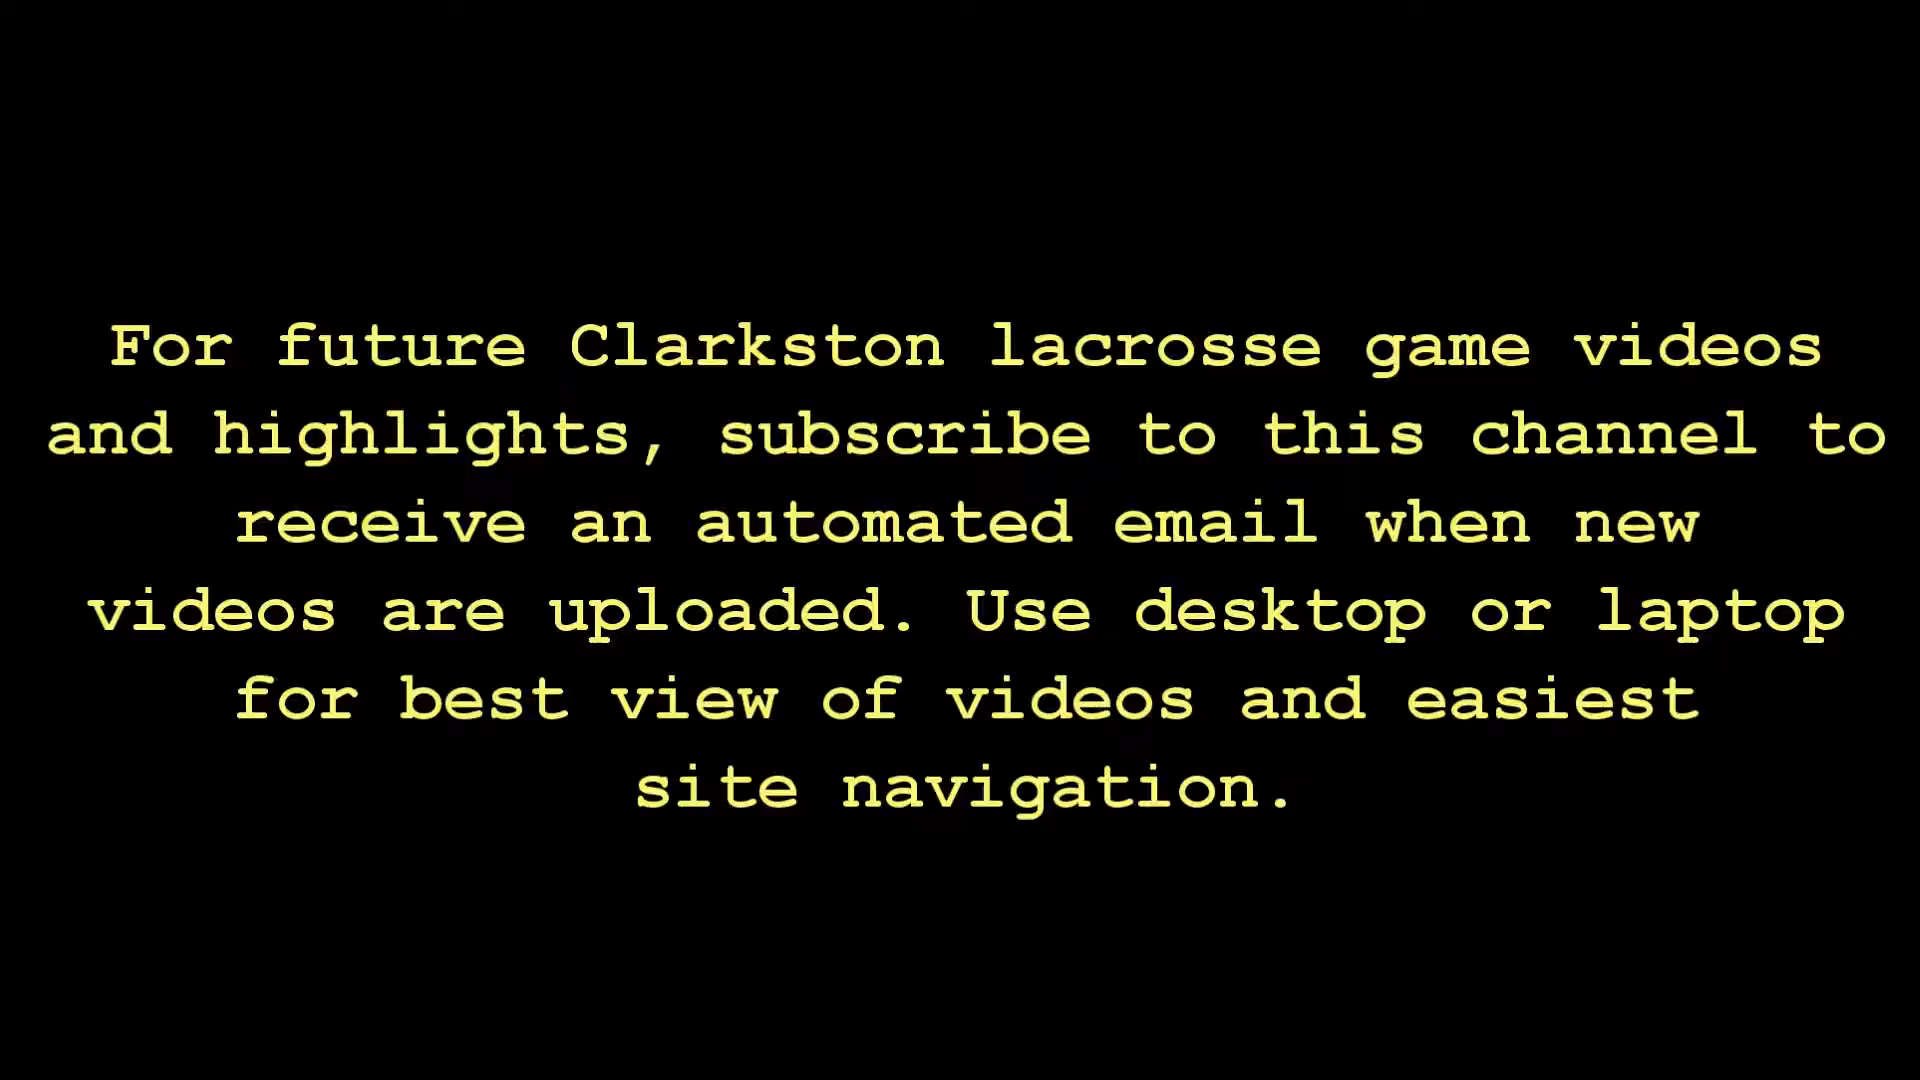 For future Clarkston lacrosse game videos
and highlights, subscribe to this channel to
receive an automated email when new
videos are uploaded. Use desktop or laptop
for best view of videos and easiest
site navigation.